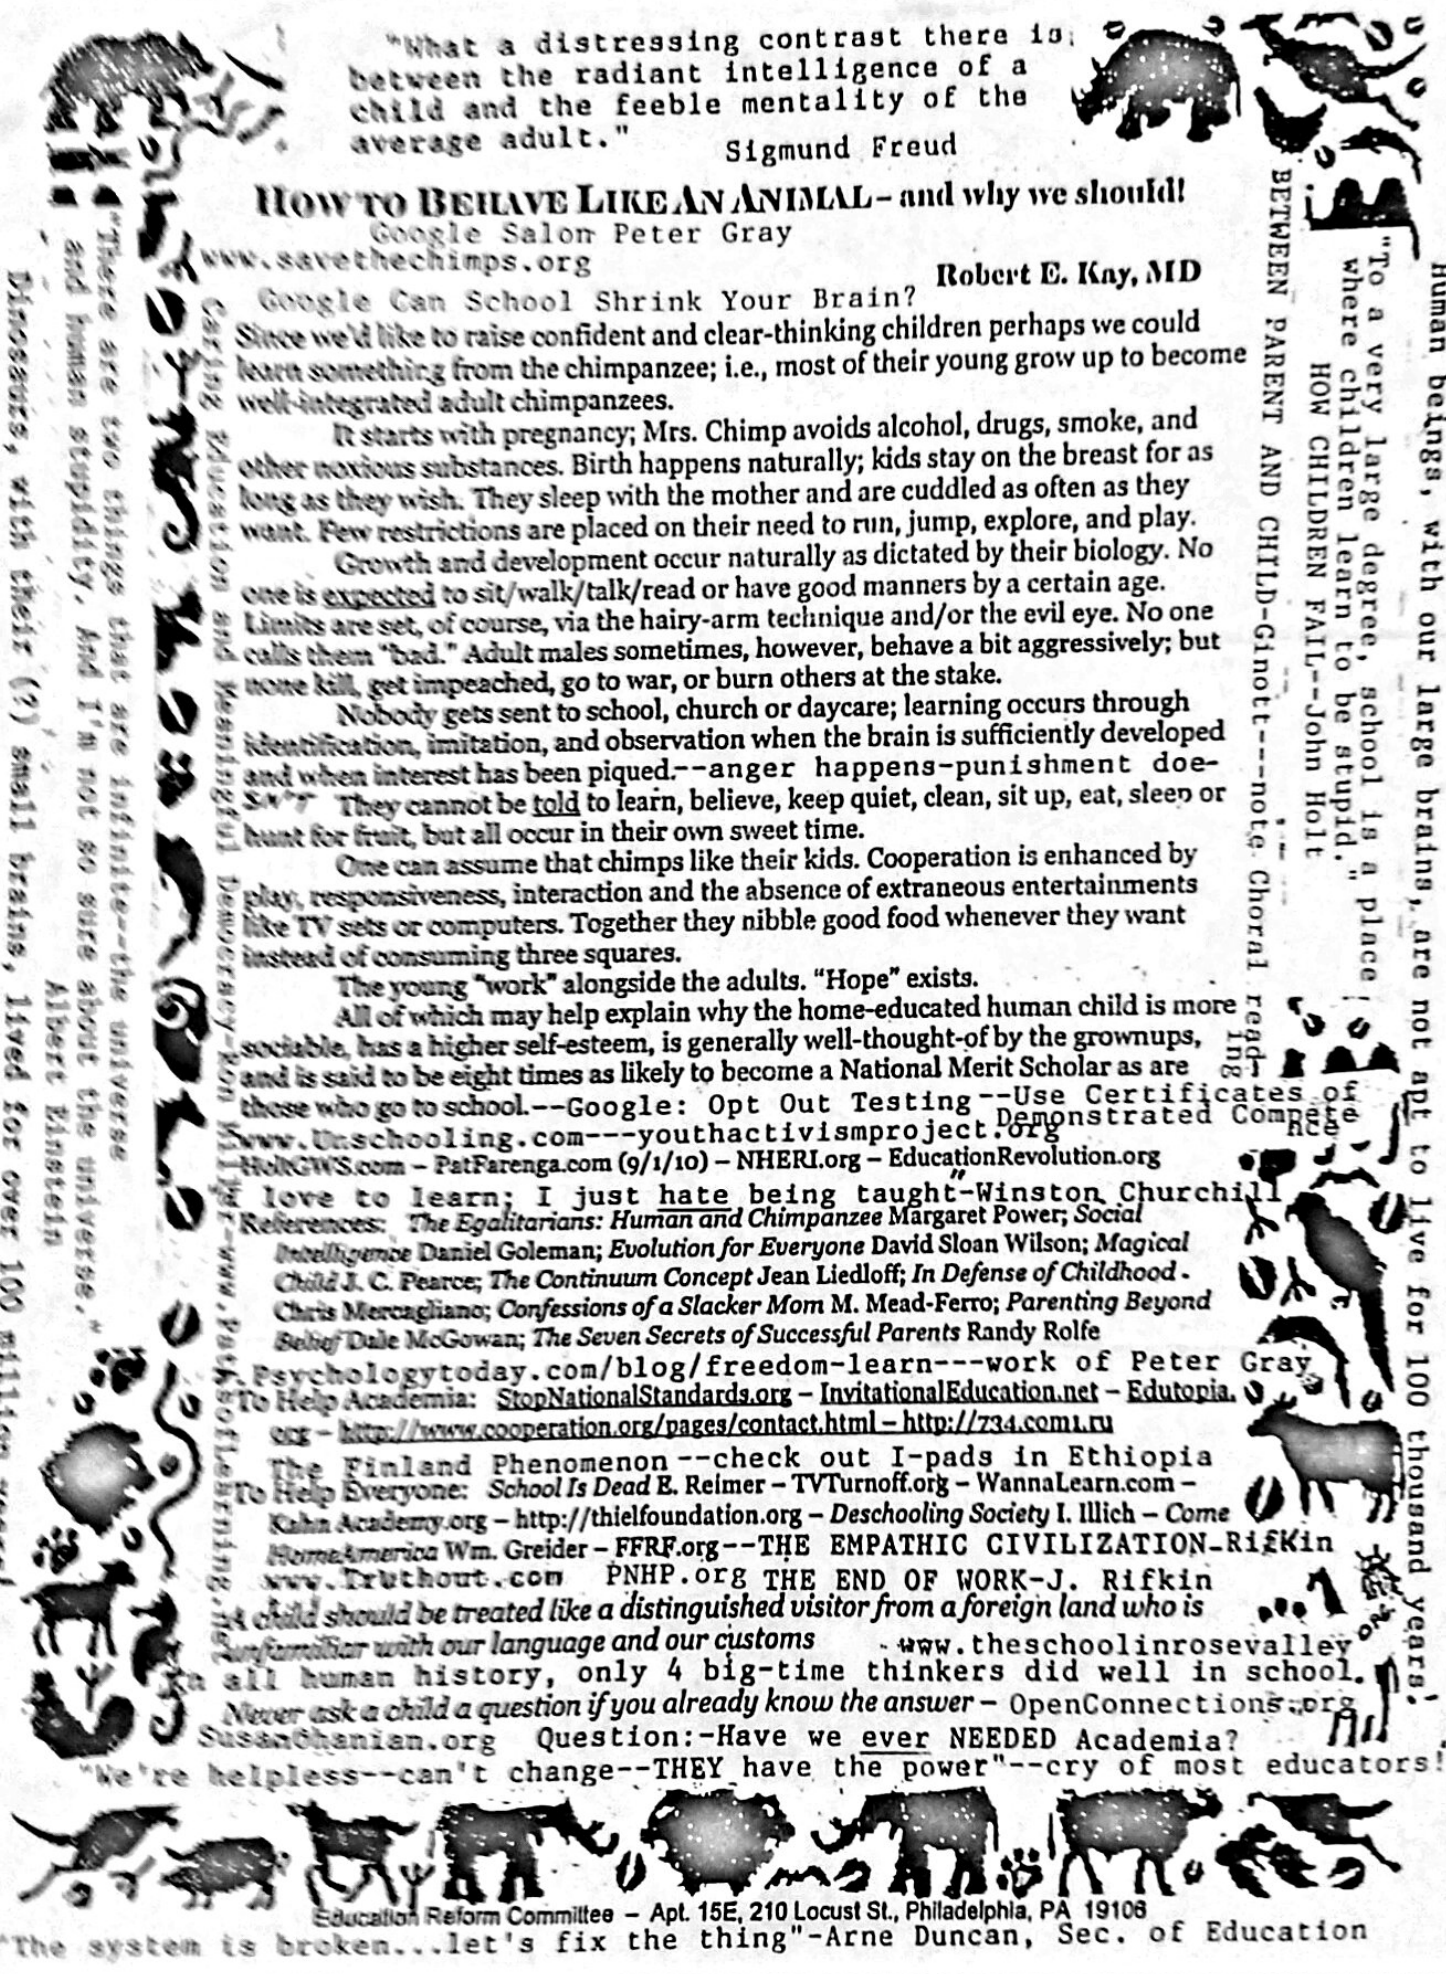 "What a distressing contrast there is
between the radiant intelligence of a
child and the feeble mentality of the
average adult."
Sigmund Freud
HOW TO BEHAVE LIKE AN ANIMAL – and why we should!
Google Salon Peter Gray
www.savethechimps.org
Robert E. Kay, MD
Google Can School Shrink Your Brain?
Since we'd like to raise confident and clear-thinking children perhaps we could
learn something from the chimpanzee; i.e., most of their young grow up to become
well-integrated adult chimpanzees.
It starts with pregnancy; Mrs. Chimp avoids alcohol, drugs, smoke, and
other noxious substances. Birth happens naturally; kids stay on the breast for as
long as they wish. They sleep with the mother and are cuddled as often as they
want. Few restrictions are placed on their need to run, jump, explore, and play.
Growth and development occur naturally as dictated by their biology. No
one is expected to sit/walk/talk/read or have good manners by a certain age.
Limits are set, of course, via the hairy-arm technique and/or the evil eye. No one
calls them "bad." Adult males sometimes, however, behave a bit aggressively; but
none kill, get impeached, go to war, or burn others at the stake.
Nobody gets sent to school, church or daycare; learning occurs through
identification, imitation, and observation when the brain is sufficiently developed
and when interest has been piqued.--anger happens-punishment doe-
SN'T They cannot be told to learn, believe, keep quiet, clean, sit up, eat, sleep or
hunt for fruit, but all occur in their own sweet time.
One can assume that chimps like their kids. Cooperation is enhanced by
play, responsiveness, interaction and the absence of extraneous entertainments
like TV sets or computers. Together they nibble good food whenever they want
instead of consuming three squares.
The young "work" alongside the adults. "Hope" exists.
All of which may help explain why the home-educated human child is more
sociable, has a higher self-esteem, is generally well-thought-of by the grownups,
and is said to be eight times as likely to become a National Merit Scholar as are
those who go to school.--Google: Opt Out Testing--Use Certificates of
Demonstrated Compete
nce
www.Unschooling.com---youthactivismproject.org
HoltGWS.com – PatFarenga.com (9/1/10) – NHERI.org – EducationRevolution.org
I love to learn; I just hate being taught"-Winston Churchill
References: The Egalitarians: Human and Chimpanzee Margaret Power; Social
Intelligence Daniel Goleman; Evolution for Everyone David Sloan Wilson; Magical
Child J. C. Pearce; The Continuum Concept Jean Liedloff; In Defense of Childhood
Chris Mercagliano; Confessions of a Slacker Mom M. Mead-Ferro; Parenting Beyond
Belief Dale McGowan; The Seven Secrets of Successful Parents Randy Rolfe
Psychologytoday.com/blog/freedom-learn---work of Peter Gray
To Help Academia: StopNationalStandards.org – InvitationalEducation.net – Edutopia.
org – http://www.cooperation.org/pages/contact.html – http://734.com1.ru
The Finland Phenomenon--check out I-pads in Ethiopia
To Help Everyone: School Is Dead E. Reimer – TVTurnoff.org – WannaLearn.com –
Kahn Academy.org – http://thielfoundation.org – Deschooling Society I. Illich – Come
Home America Wm. Greider – FFRF.org--THE EMPATHIC CIVILIZATION-RifKin
www.Truthout.com PNHP.org THE END OF WORK-J. Rifkin
A child should be treated like a distinguished visitor from a foreign land who is
unfamiliar with our language and our customs - www.theschoolinrosevalley
In all human history, only 4 big-time thinkers did well in school.
Never ask a child a question if you already know the answer – OpenConnections.org
SusanOhanian.org Question:-Have we ever NEEDED Academia?
"We're helpless--can't change--THEY have the power"--cry of most educators!
Education Reform Committee – Apt. 15E, 210 Locust St., Philadelphia, PA 19106
"The system is broken...let's fix the thing"-Arne Duncan, Sec. of Education
BETWEEN PARENT AND CHILD-Ginott---note Choral read
ing
"To a very large degree, school is a place
where children learn to be stupid."
HOW CHILDREN FAIL--John Holt
Human beings, with our large brains, are not apt to live for 100 thousand years.
Caring Education and Meaningful Democracy-Ron Miller-www.Pathsoflearning.net
"There are two things that are infinite--the universe
and human stupidity. And I'm not so sure about the universe."
Albert Einstein
Dinosaurs, with their (?) small brains, lived for over 100 million